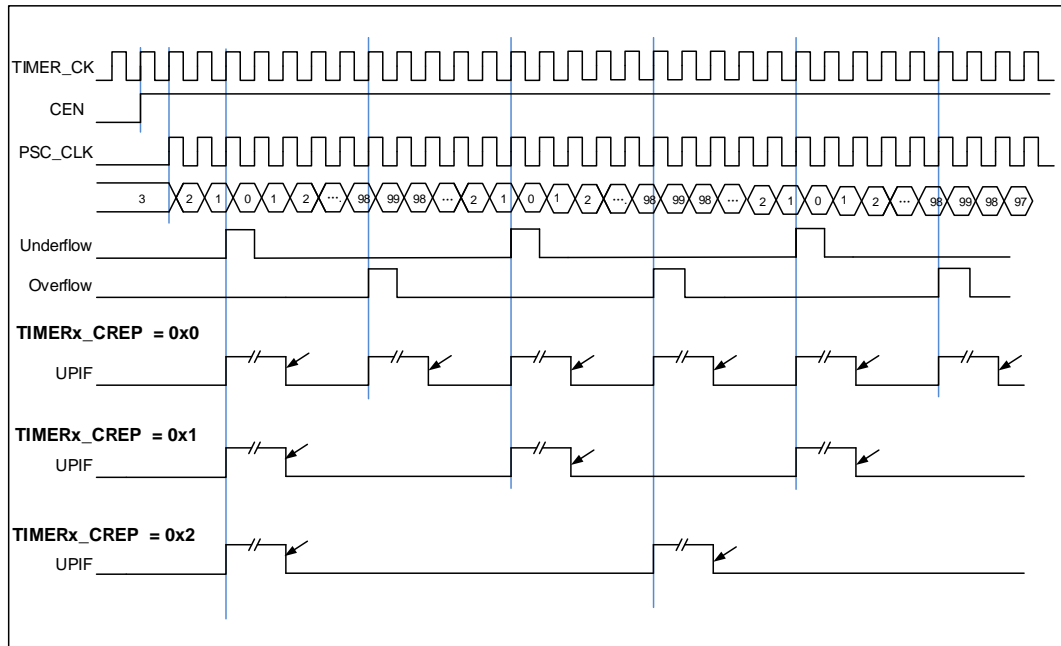 TIMER_CK
CEN
PSC_CLK
3 2 1 0 1 2 ... 98 99 98 ... 2 1 0 1 2 ... 98 99 98 ... 2 1 0 1 2 ... 98 99 98 97
Underflow
Overflow
TIMERx_CREP = 0x0
UPIF
TIMERx_CREP = 0x1
UPIF
TIMERx_CREP = 0x2
UPIF